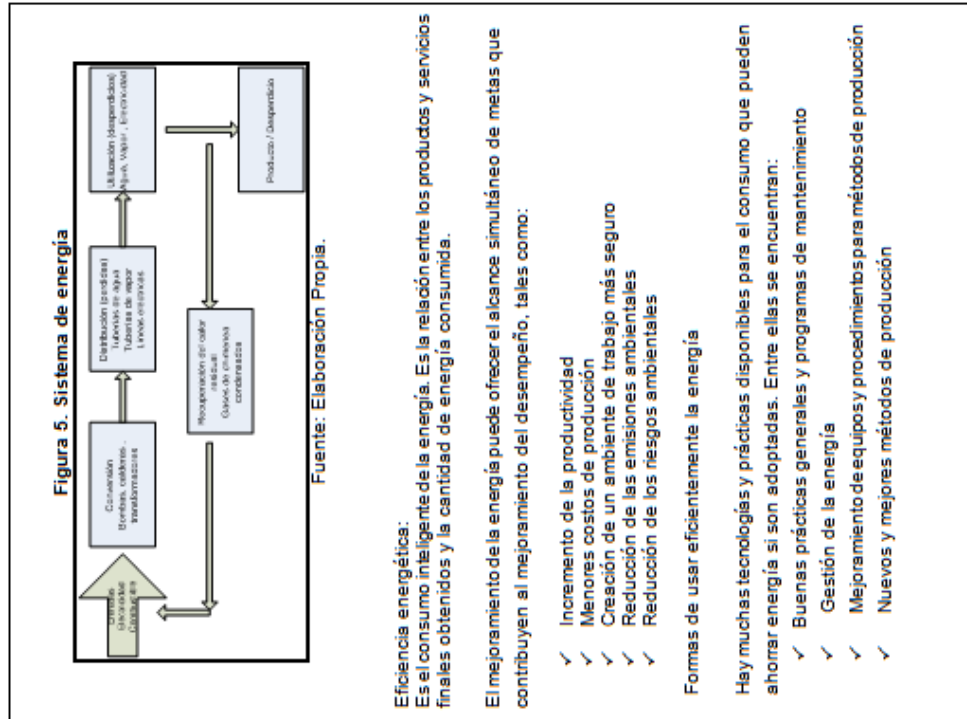 Figura 5. Sistema de energía
Electricidad
Combustible
Conversión
Bombas, calderas,
transformadores
Distribución (perdidas)
Tuberías de agua
Tuberías de vapor
Líneas eléctricas
Utilización (desperdicios)
Agua, Vapor, Electricidad
Recuperación del calor
residual
Gases de chimenea
condensados
Producto / Desperdicio
Fuente: Elaboración Propia.
Eficiencia energética:
Es el consumo inteligente de la energía. Es la relación entre los productos y servicios
finales obtenidos y la cantidad de energía consumida.
El mejoramiento de la energía puede ofrecer el alcance simultáneo de metas que
contribuyen al mejoramiento del desempeño, tales como:
✓ Incremento de la productividad
✓ Menores costos de producción
✓ Creación de un ambiente de trabajo más seguro
✓ Reducción de las emisiones ambientales
✓ Reducción de los riesgos ambientales
Formas de usar eficientemente la energía
Hay muchas tecnologías y prácticas disponibles para el consumo que pueden
ahorrar energía si son adoptadas. Entre ellas se encuentran:
✓ Buenas prácticas generales y programas de mantenimiento
✓ Gestión de la energía
✓ Mejoramiento de equipos y procedimientos para métodos de producción
✓ Nuevos y mejores métodos de producción